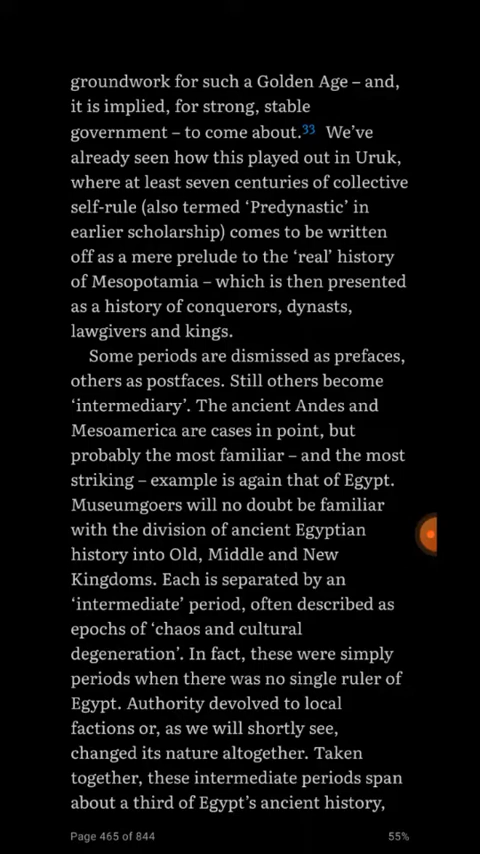 groundwork for such a Golden Age – and,
it is implied, for strong, stable
government – to come about.33 We’ve
already seen how this played out in Uruk,
where at least seven centuries of collective
self-rule (also termed ‘Predynastic’ in
earlier scholarship) comes to be written
off as a mere prelude to the ‘real’ history
of Mesopotamia – which is then presented
as a history of conquerors, dynasts,
lawgivers and kings.
Some periods are dismissed as prefaces,
others as postfaces. Still others become
‘intermediary’. The ancient Andes and
Mesoamerica are cases in point, but
probably the most familiar – and the most
striking – example is again that of Egypt.
Museumgoers will no doubt be familiar
with the division of ancient Egyptian
history into Old, Middle and New
Kingdoms. Each is separated by an
‘intermediate’ period, often described as
epochs of ‘chaos and cultural
degeneration’. In fact, these were simply
periods when there was no single ruler of
Egypt. Authority devolved to local
factions or, as we will shortly see,
changed its nature altogether. Taken
together, these intermediate periods span
about a third of Egypt’s ancient history,
Page 465 of 844 55%